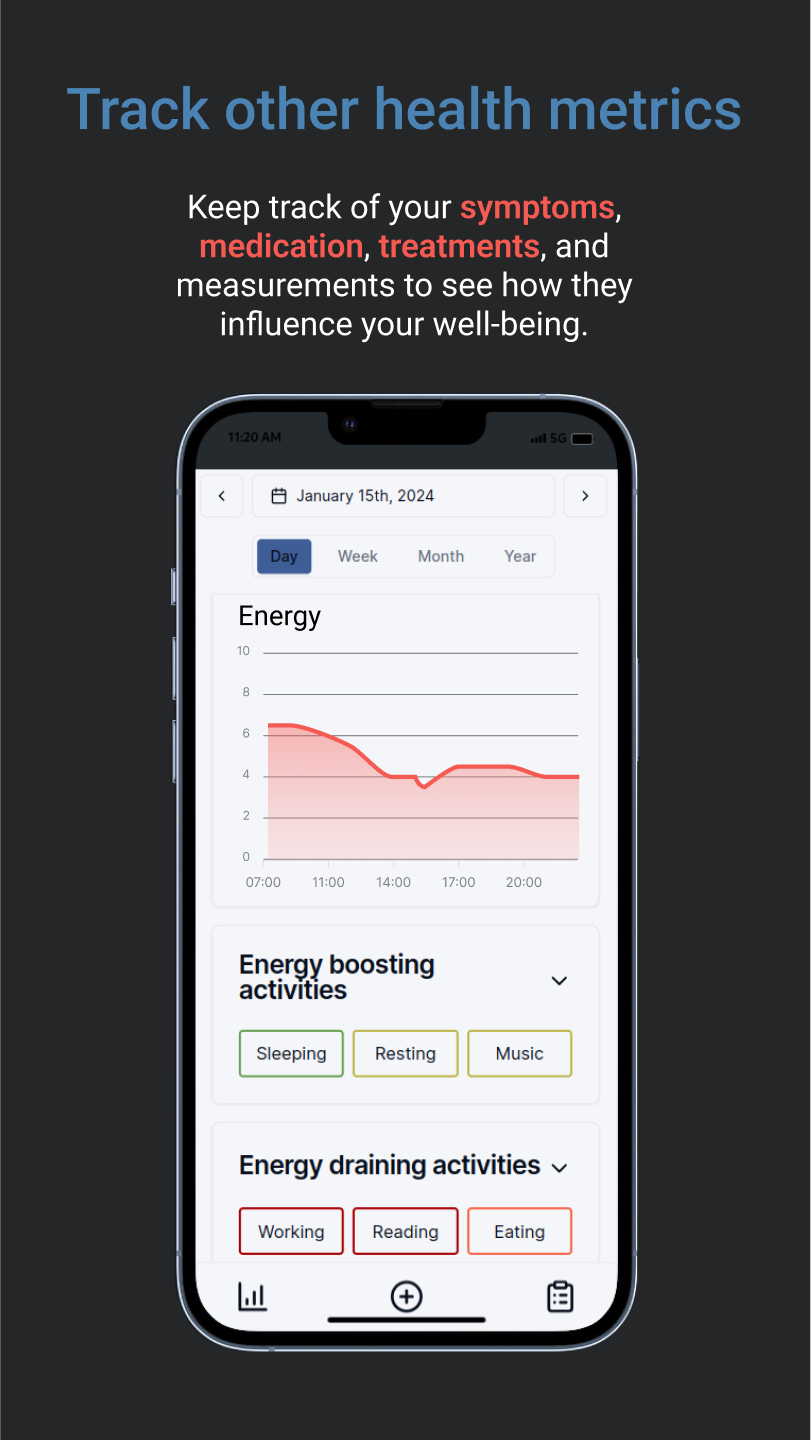 Track other health metrics
Keep track of your symptoms,
medication, treatments, and
measurements to see how they
influence your well-being.
11:20 AM
5G
January 15th, 2024
Day Week Month Year
Energy
10
8
6
4
2
0
07:00 11:00 14:00 17:00 20:00
Energy boosting
activities
Sleeping Resting Music
Energy draining activities
Working Reading Eating